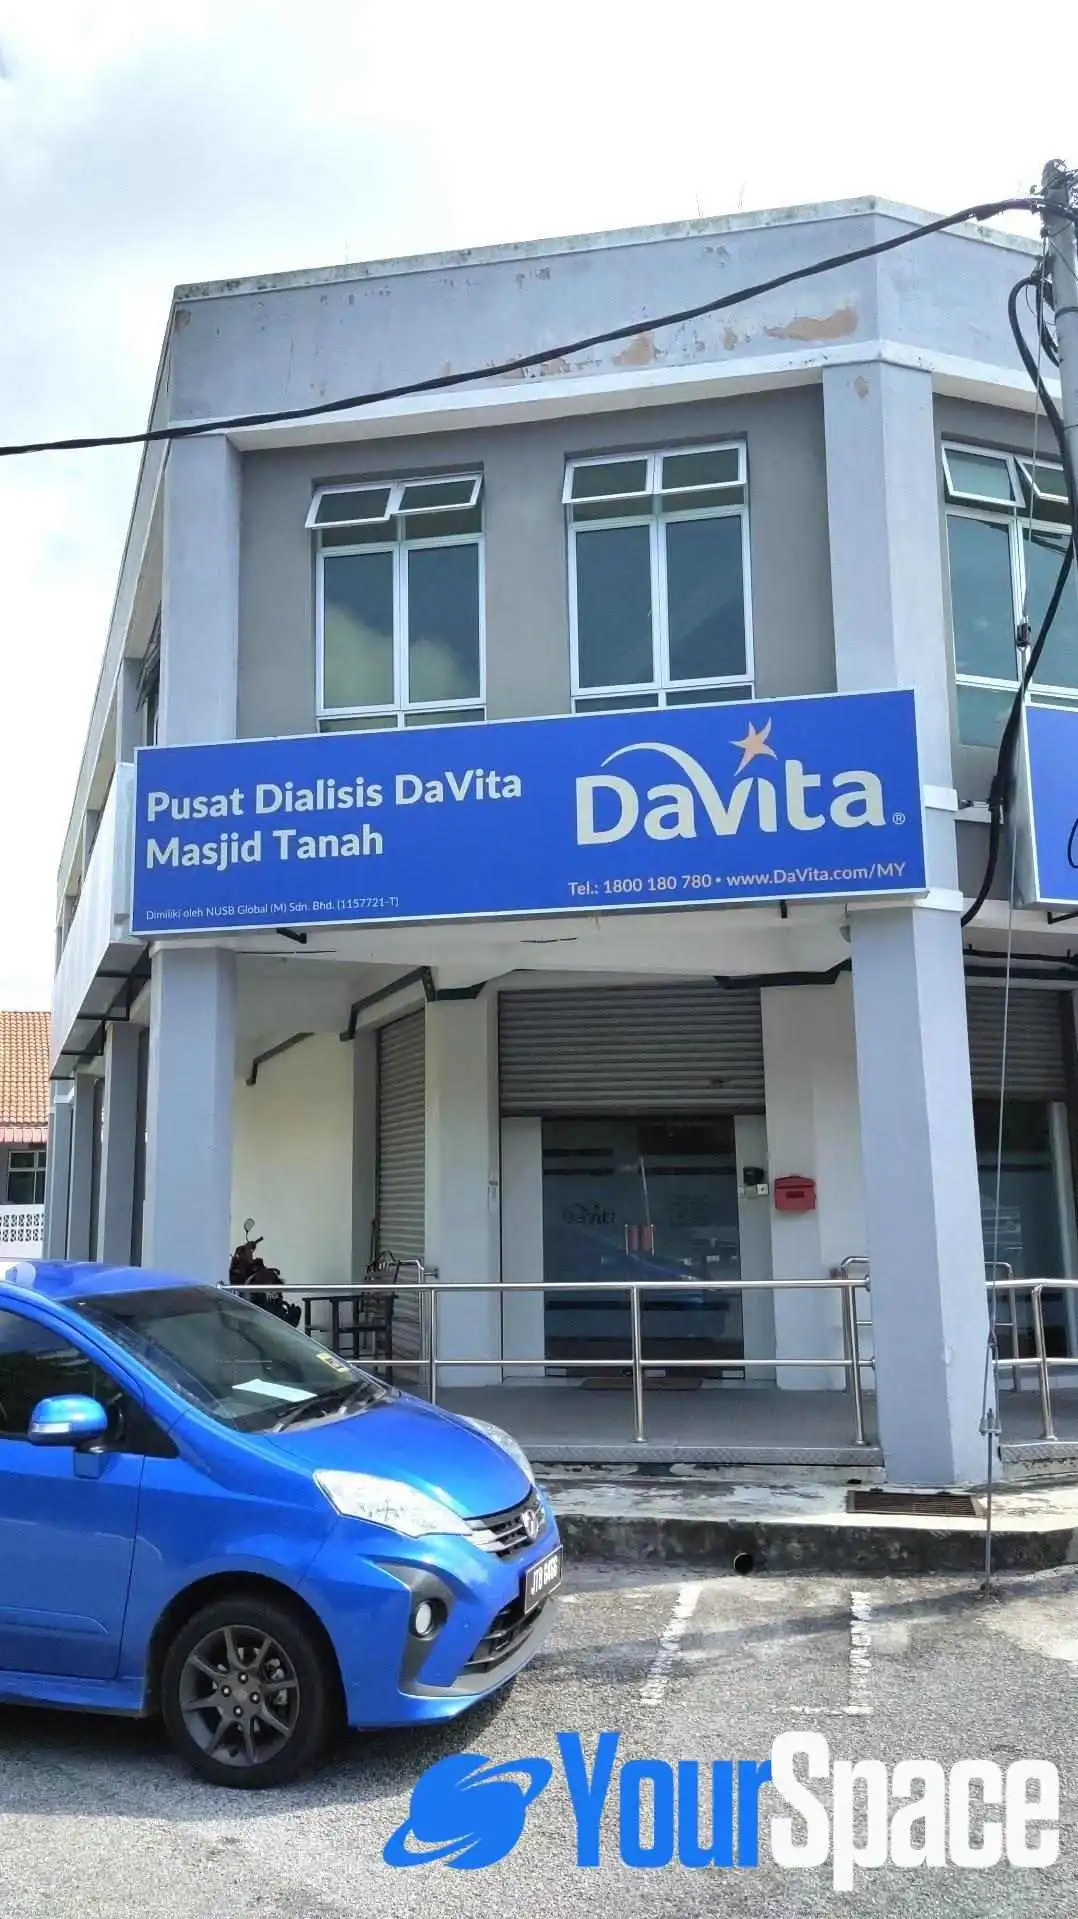 Pusat Dialisis DaVita
Masjid Tanah
DaVita®
Tel.: 1800 180 780 • www.DaVita.com/MY
Dimiliki oleh NUSB Global (M) Sdn. Bhd. (1157721-T)
YourSpace